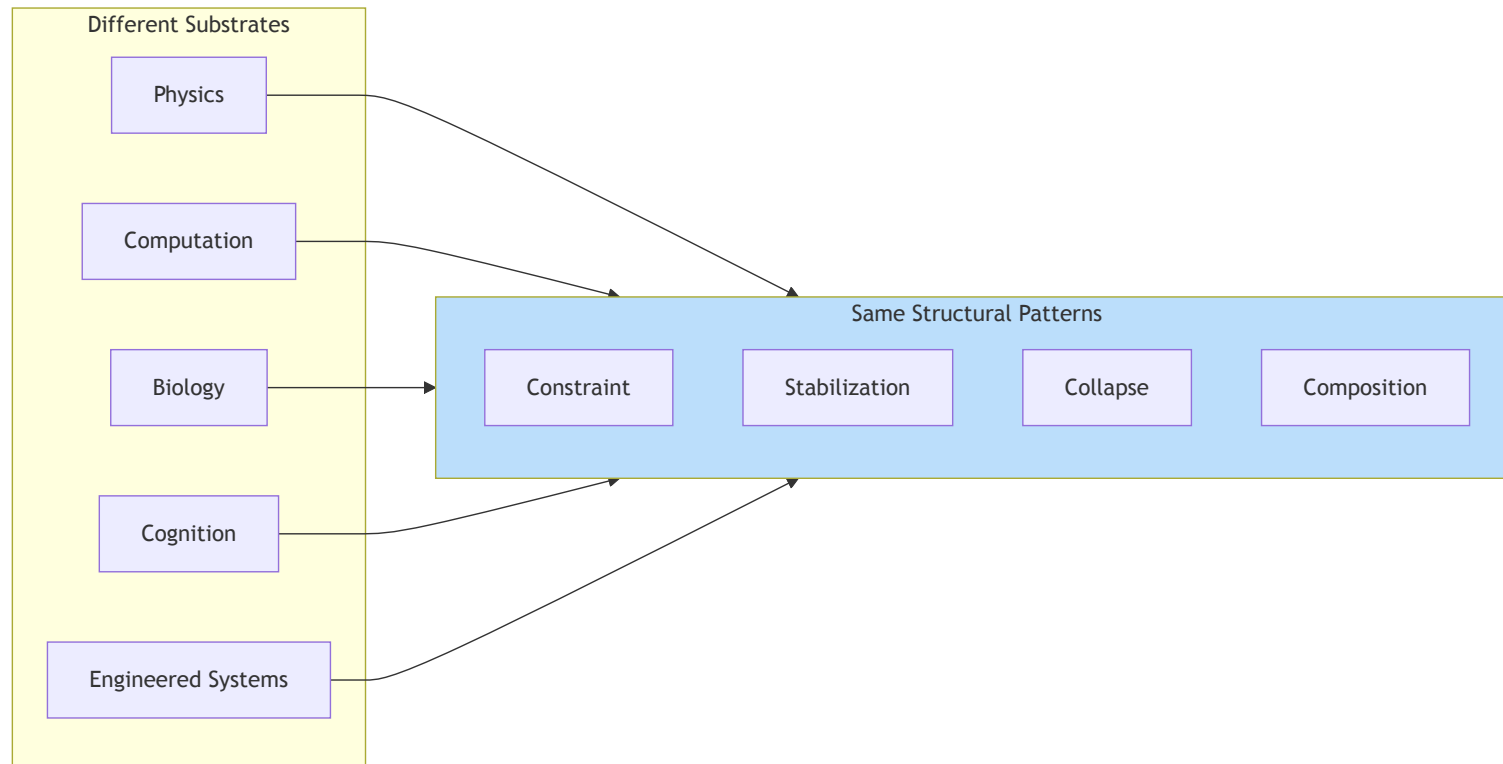 Different Substrates
Physics
Computation
Biology
Cognition
Engineered Systems
Same Structural Patterns
Constraint
Stabilization
Collapse
Composition